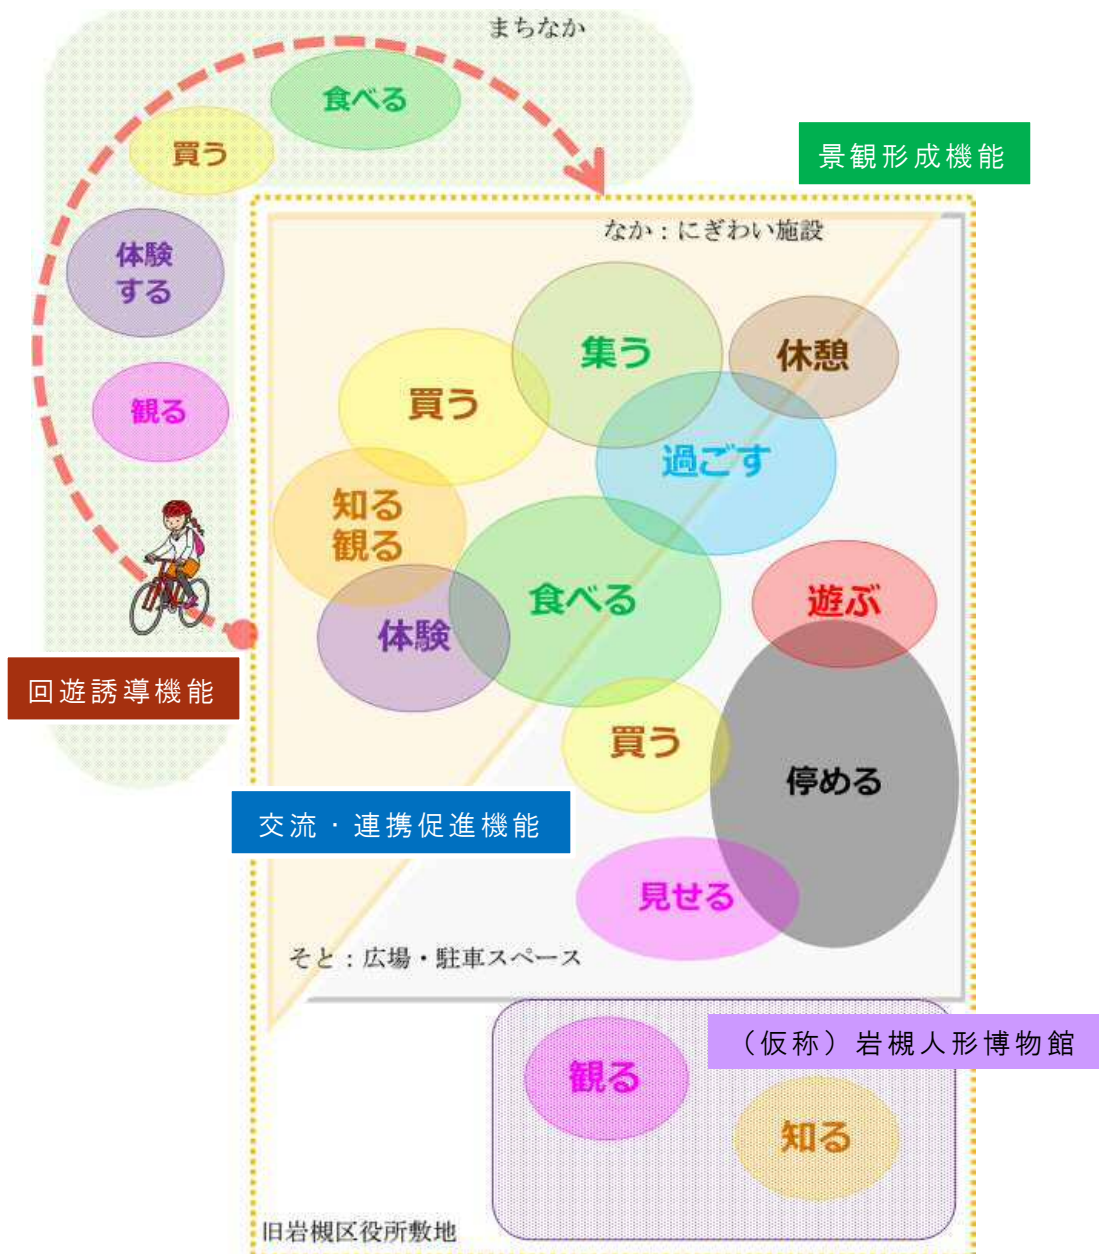 まちなか
食べる
買う
景観形成機能
体験
する
観る
回遊誘導機能
なか：にぎわい施設
集う
休憩
買う
過ごす
知る
観る
食べる
遊ぶ
体験
買う
停める
交流・連携促進機能
見せる
そと：広場・駐車スペース
（仮称）岩槻人形博物館
観る
知る
旧岩槻区役所敷地